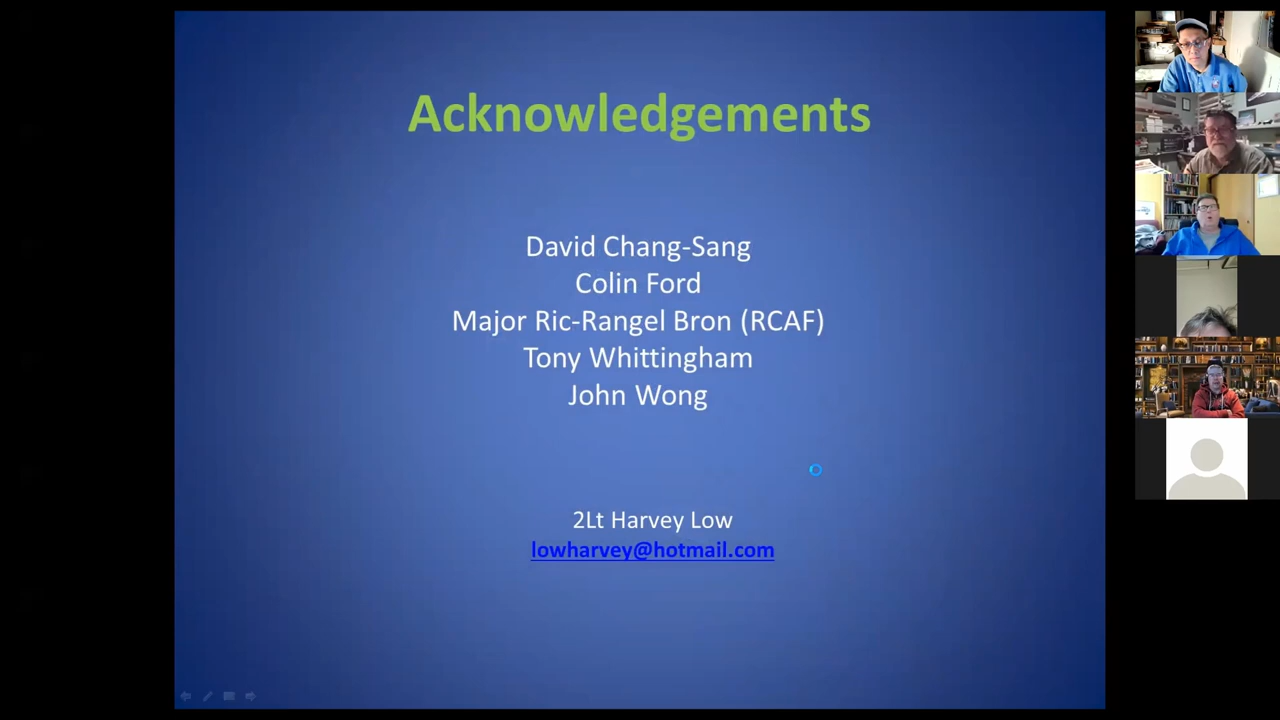 Acknowledgements
David Chang-Sang
Colin Ford
Major Ric-Rangel Bron (RCAF)
Tony Whittingham
John Wong
2Lt Harvey Low
lowharvey@hotmail.com